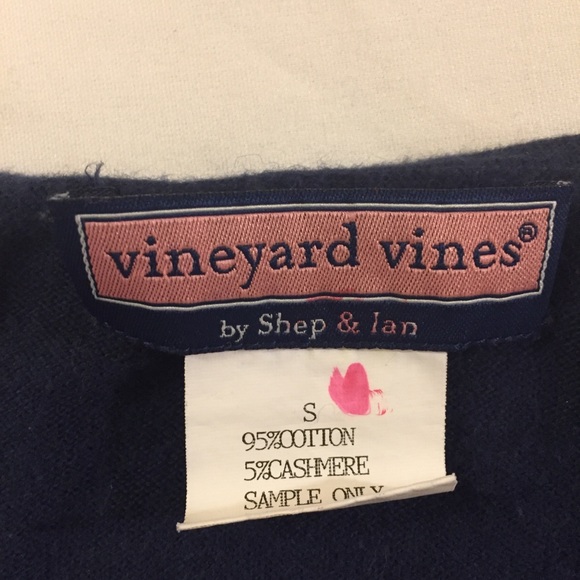 vineyard vines®
by Shep & Ian
S
95%COTTON
5%CASHMERE
SAMPLE ONLY